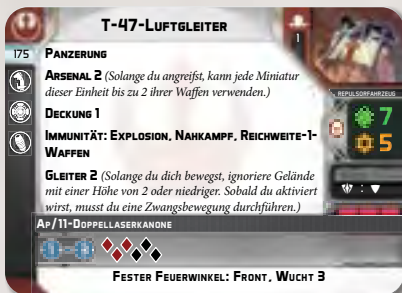 T-47-Luftgleiter
1
175
Panzerung
Arsenal 2 (Solange du angreifst, kann jede Miniatur
dieser Einheit bis zu 2 ihrer Waffen verwenden.)
Deckung 1
Immunität: Explosion, Nahkampf, Reichweite-1-
Waffen
Gleiter 2 (Solange du dich bewegst, ignoriere Gelände
mit einer Höhe von 2 oder niedriger. Sobald du aktiviert
wirst, musst du eine Zwangsbewegung durchführen.)
Repulsorfahrzeug
7
5
:
Ap/11-Doppellaserkanone
Fester Feuerwinkel: Front, Wucht 3